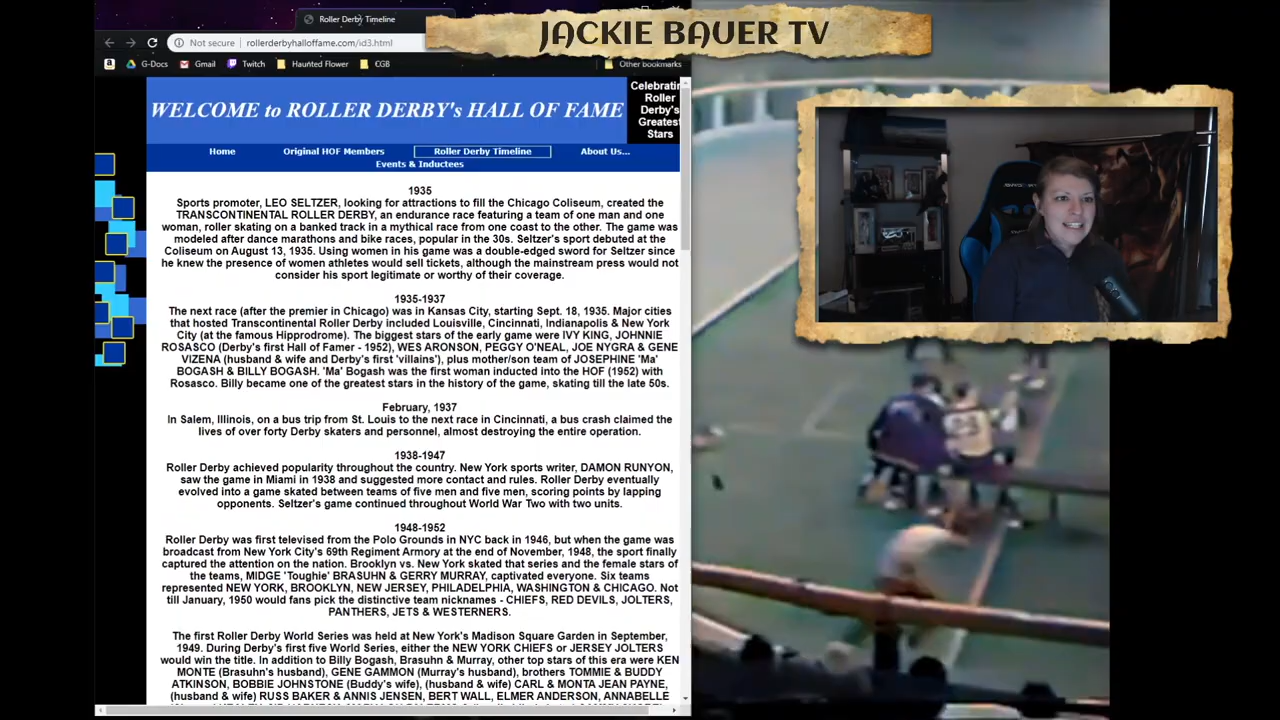 Roller Derby Timeline
JACKIE BAUER TV
Not secure | rollerderbyhalloffame.com/id3.html
G-Docs Gmail Twitch Haunted Flower €GB Other bookmarks
WELCOME to ROLLER DERBY's HALL OF FAME
Celebratin
Roller
Derby's
Greatest
Stars
Home Original HOF Members Roller Derby Timeline About Us...
Events & Inductees
1935
Sports promoter, LEO SELTZER, looking for attractions to fill the Chicago Coliseum, created the
TRANSCONTINENTAL ROLLER DERBY, an endurance race featuring a team of one man and one
woman, roller skating on a banked track in a mythical race from one coast to the other. The game was
modeled after dance marathons and bike races, popular in the 30s. Seltzer's sport debuted at the
Coliseum on August 13, 1935. Using women in his game was a double-edged sword for Seltzer since
he knew the presence of women athletes would sell tickets, although the mainstream press would not
consider his sport legitimate or worthy of their coverage.
1935-1937
The next race (after the premier in Chicago) was in Kansas City, starting Sept. 18, 1935. Major cities
that hosted Transcontinental Roller Derby included Louisville, Cincinnati, Indianapolis & New York
City (at the famous Hipprodrome). The biggest stars of the early game were IVY KING, JOHNNIE
ROSASCO (Derby's first Hall of Famer - 1952), WES ARONSON, PEGGY O'NEAL, JOE NYGRA & GENE
VIZENA (husband & wife and Derby's first 'villains'), plus mother/son team of JOSEPHINE 'Ma'
BOGASH & BILLY BOGASH. 'Ma' Bogash was the first woman inducted into the HOF (1952) with
Rosasco. Billy became one of the greatest stars in the history of the game, skating till the late 50s.
February, 1937
In Salem, Illinois, on a bus trip from St. Louis to the next race in Cincinnati, a bus crash claimed the
lives of over forty Derby skaters and personnel, almost destroying the entire operation.
1938-1947
Roller Derby achieved popularity throughout the country. New York sports writer, DAMON RUNYON,
saw the game in Miami in 1938 and suggested more contact and rules. Roller Derby eventually
evolved into a game skated between teams of five men and five men, scoring points by lapping
opponents. Seltzer's game continued throughout World War Two with two units.
1948-1952
Roller Derby was first televised from the Polo Grounds in NYC back in 1946, but when the game was
broadcast from New York City's 69th Regiment Armory at the end of November, 1948, the sport finally
captured the attention on the nation. Brooklyn vs. New York skated that series and the female stars of
the teams, MIDGE 'Toughie' BRASUHN & GERRY MURRAY, captivated everyone. Six teams
represented NEW YORK, BROOKLYN, NEW JERSEY, PHILADELPHIA, WASHINGTON & CHICAGO. Not
till January, 1950 would fans pick the distinctive team nicknames - CHIEFS, RED DEVILS, JOLTERS,
PANTHERS, JETS & WESTERNERS.
The first Roller Derby World Series was held at New York's Madison Square Garden in September,
1949. During Derby's first five World Series, either the NEW YORK CHIEFS or JERSEY JOLTERS
would win the title. In addition to Billy Bogash, Brasuhn & Murray, other top stars of this era were KEN
MONTE (Brasuhn's husband), GENE GAMMON (Murray's husband), brothers TOMMIE & BUDDY
ATKINSON, BOBBIE JOHNSTONE (Buddy's wife), (husband & wife) CARL & MONTA JEAN PAYNE,
(husband & wife) RUSS BAKER & ANNIS JENSEN, BERT WALL, ELMER ANDERSON, ANNABELLE
23